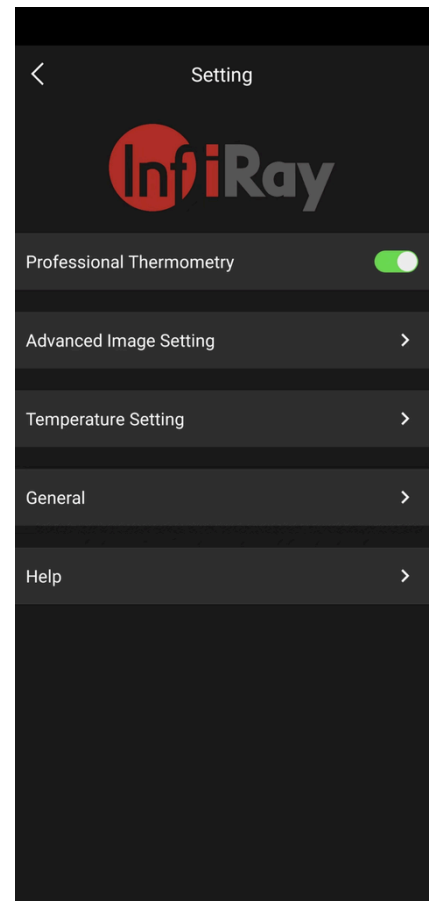 Setting
InfiRay
Professional Thermometry
Advanced Image Setting
Temperature Setting
General
Help